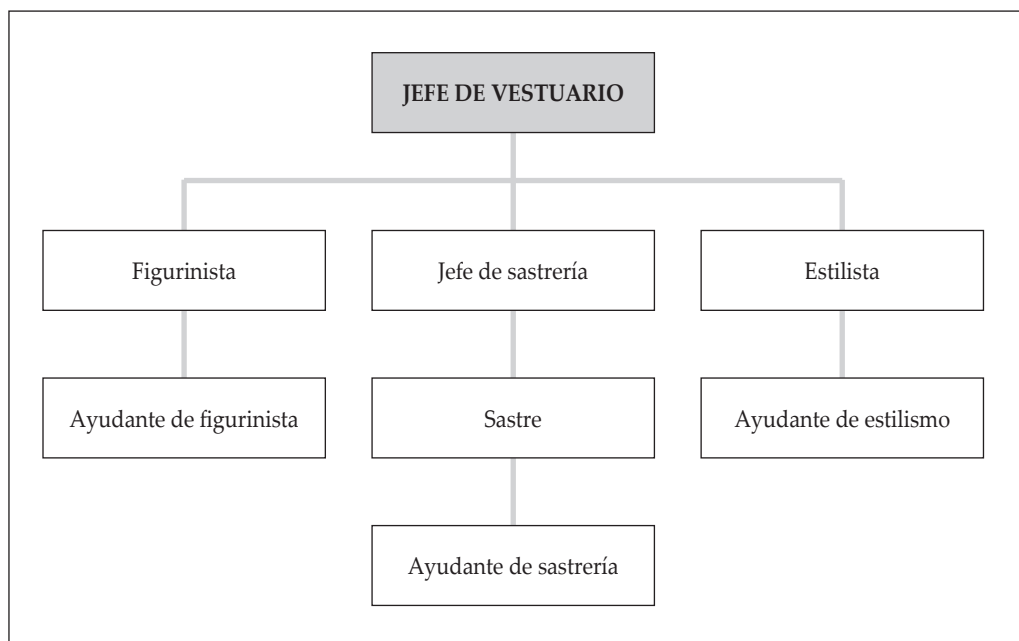 JEFE DE VESTUARIO
Figurinista
Jefe de sastrería
Estilista
Ayudante de figurinista
Sastre
Ayudante de estilismo
Ayudante de sastrería